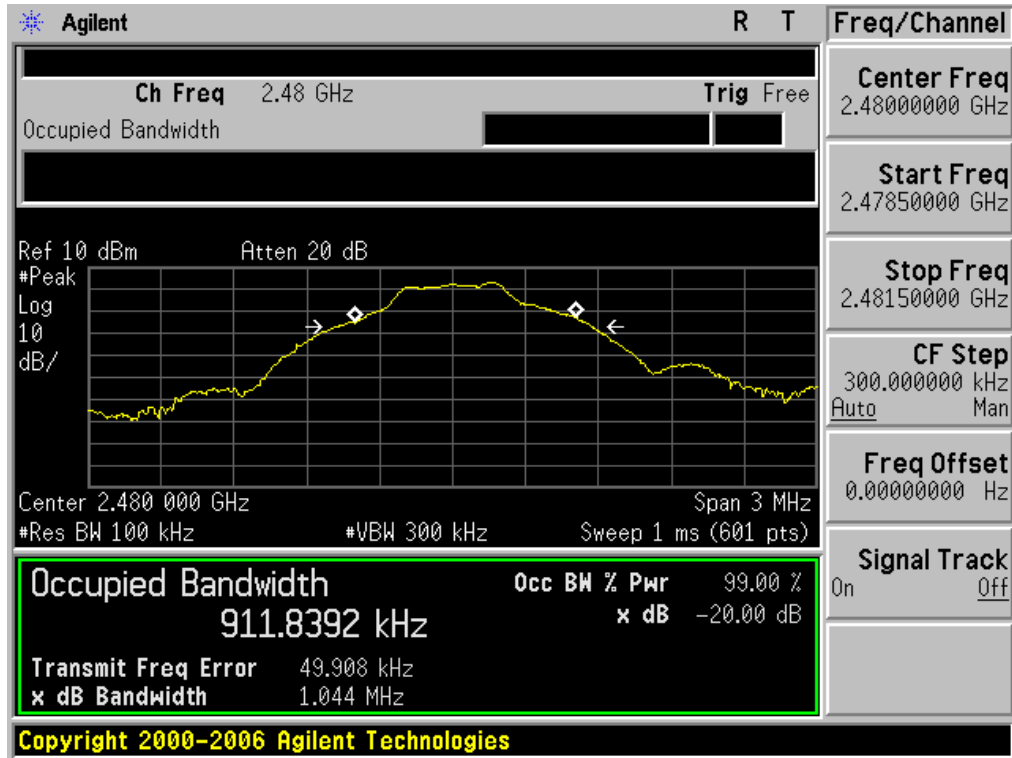 Agilent R T Freq/Channel
Ch Freq 2.48 GHz Trig Free
Occupied Bandwidth
Center Freq
2.48000000 GHz
Start Freq
2.47850000 GHz
Stop Freq
2.48150000 GHz
CF Step
300.000000 kHz
Auto Man
Freq Offset
0.00000000 Hz
Signal Track
On Off
Ref 10 dBm Atten 20 dB
#Peak
Log
10
dB/
Center 2.480 000 GHz Span 3 MHz
#Res BW 100 kHz #VBW 300 kHz Sweep 1 ms (601 pts)
Occupied Bandwidth Occ BW % Pwr 99.00 %
911.8392 kHz x dB -20.00 dB
Transmit Freq Error 49.908 kHz
x dB Bandwidth 1.044 MHz
Copyright 2000-2006 Agilent Technologies